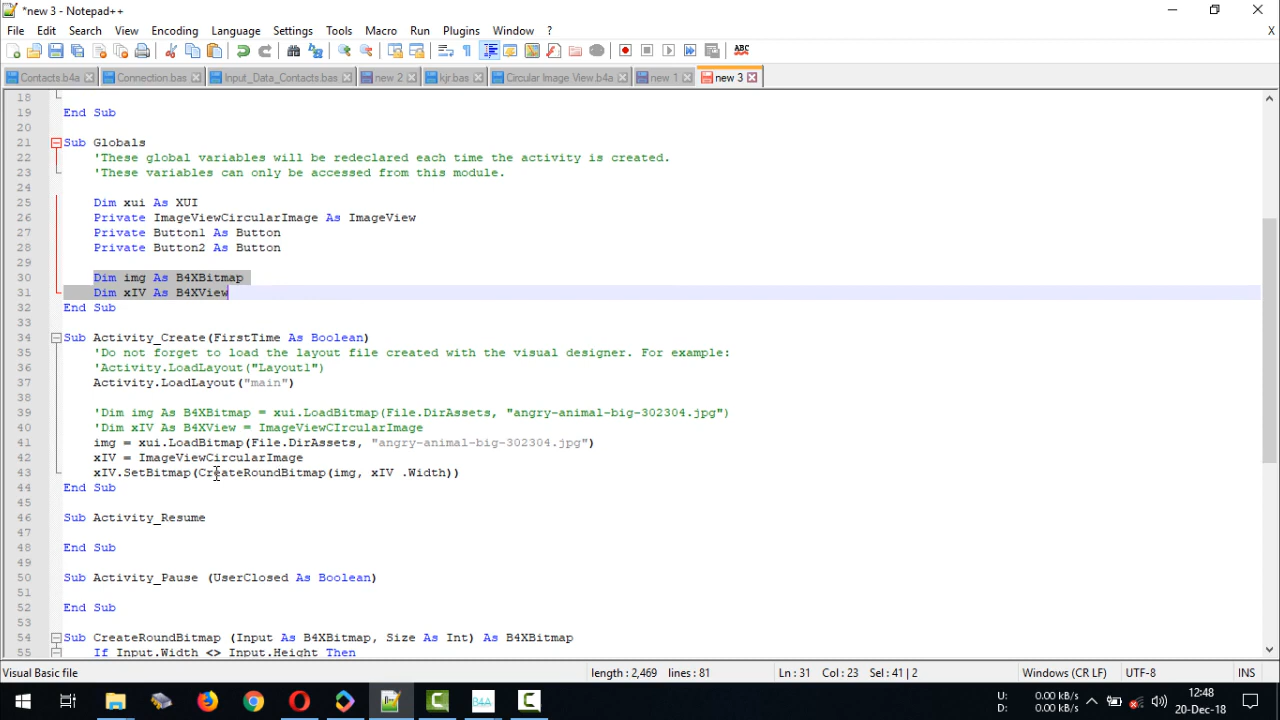 *new 3 - Notepad++
File Edit Search View Encoding Language Settings Tools Macro Run Plugins Window ? X
Contacts.b4a Connection.bas Input_Data_Contacts.bas new 2 kjr.bas Circular Image View.b4a new 1 new 3
18
19 End Sub
20
21 Sub Globals
22 'These global variables will be redeclared each time the activity is created.
23 'These variables can only be accessed from this module.
24
25 Dim xui As XUI
26 Private ImageViewCircularImage As ImageView
27 Private Button1 As Button
28 Private Button2 As Button
29
30 Dim img As B4XBitmap
31 Dim xIV As B4XView
32 End Sub
33
34 Sub Activity_Create(FirstTime As Boolean)
35 'Do not forget to load the layout file created with the visual designer. For example:
36 'Activity.LoadLayout("Layout1")
37 Activity.LoadLayout("main")
38
39 'Dim img As B4XBitmap = xui.LoadBitmap(File.DirAssets, "angry-animal-big-302304.jpg")
40 'Dim xIV As B4XView = ImageViewCIrcularImage
41 img = xui.LoadBitmap(File.DirAssets, "angry-animal-big-302304.jpg")
42 xIV = ImageViewCircularImage
43 xIV.SetBitmap(CreateRoundBitmap(img, xIV .Width))
44 End Sub
45
46 Sub Activity_Resume
47
48 End Sub
49
50 Sub Activity_Pause (UserClosed As Boolean)
51
52 End Sub
53
54 Sub CreateRoundBitmap (Input As B4XBitmap, Size As Int) As B4XBitmap
55 If Input.Width <> Input.Height Then
Visual Basic file length : 2,469 lines : 81 Ln : 31 Col : 23 Sel : 41 | 2 Windows (CR LF) UTF-8 INS
U: 0.00 kB/s 12:48
D: 0.00 kB/s 20-Dec-18